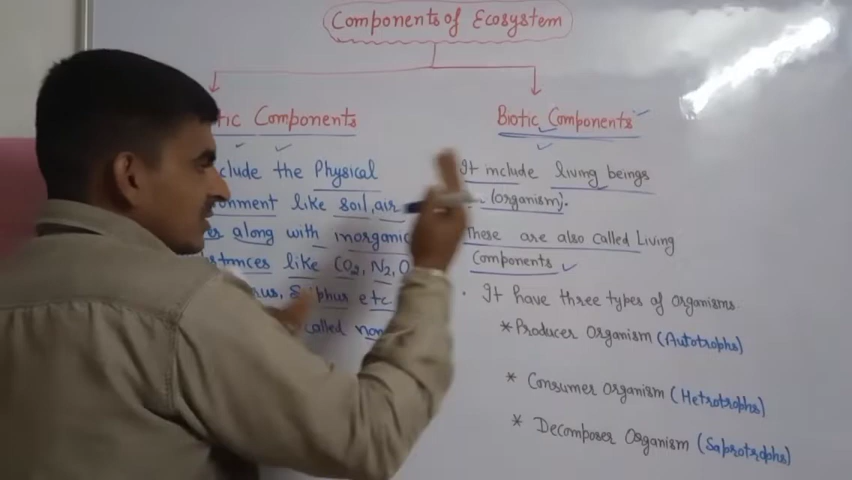 Components of Ecosystem
tic Components
clude the Physical
onment like soil, air
along with inorganic
stances like CO2, N2, O
Sulphus etc
called non
Biotic Components
It include living beings
(organism).
These are also called Living
Components
• It have three types of organisms.
* Producer Organism (Autotrophs)
* Consumer Organism (Hetrotrophs)
* Decomposer Organism (Saprotrophs)